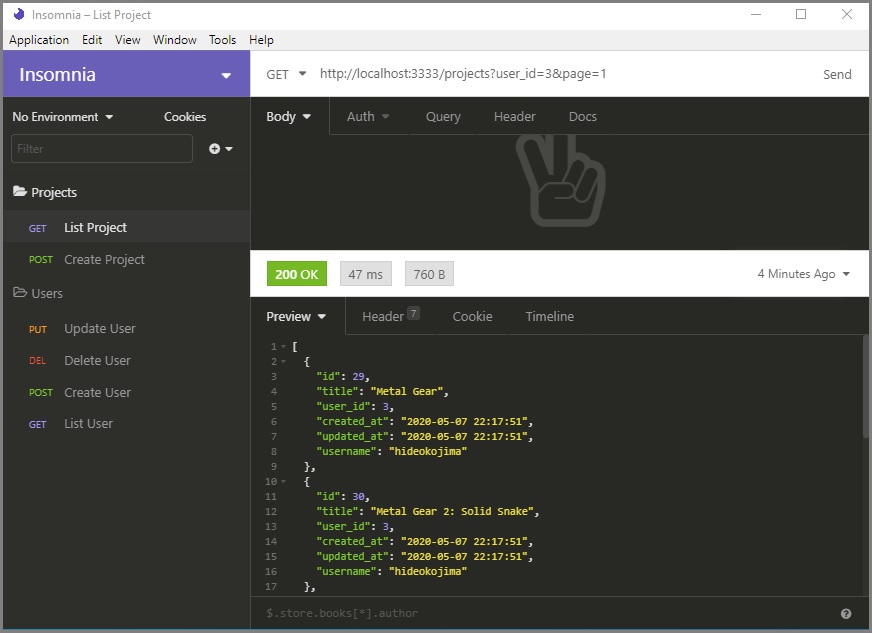 Insomnia – List Project
Application Edit View Window Tools Help
Insomnia
GET http://localhost:3333/projects?user_id=3&page=1 Send
No Environment Cookies
Body Auth Query Header Docs
Filter
Projects
GET List Project
POST Create Project
Users
PUT Update User
DEL Delete User
POST Create User
GET List User
200 OK 47 ms 760 B 4 Minutes Ago
Preview Header 7 Cookie Timeline
1 [
2 {
3 "id": 29,
4 "title": "Metal Gear",
5 "user_id": 3,
6 "created_at": "2020-05-07 22:17:51",
7 "updated_at": "2020-05-07 22:17:51",
8 "username": "hideokojima"
9 },
10 {
11 "id": 30,
12 "title": "Metal Gear 2: Solid Snake",
13 "user_id": 3,
14 "created_at": "2020-05-07 22:17:51",
15 "updated_at": "2020-05-07 22:17:51",
16 "username": "hideokojima"
17 },
$.store.books[*].author ?